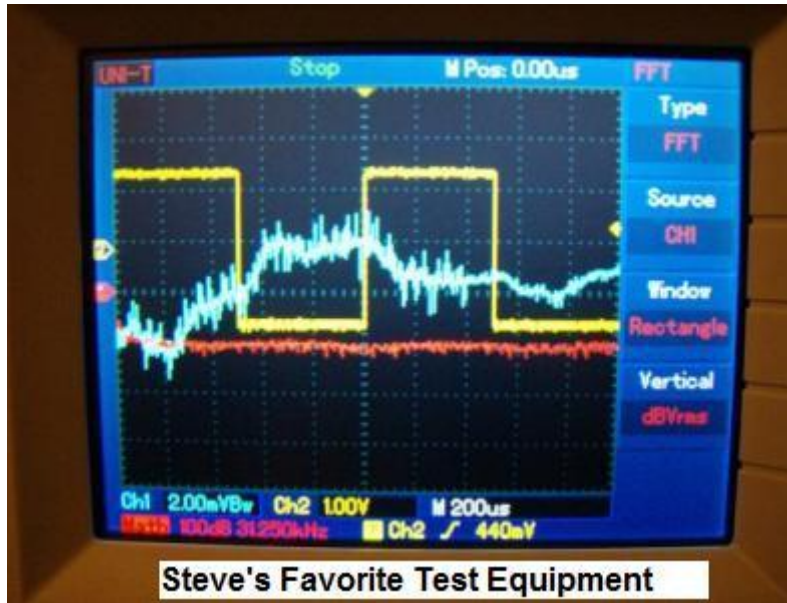 UNI-T Stop M Pos: 0.00us FFT
Type
FFT
Source
CH1
Window
Rectangle
Vertical
dBVrms
Ch1 2.00mVBw Ch2 1.00V M 200us
Math 100dB 31.250kHz Ch2 440mV
Steve's Favorite Test Equipment